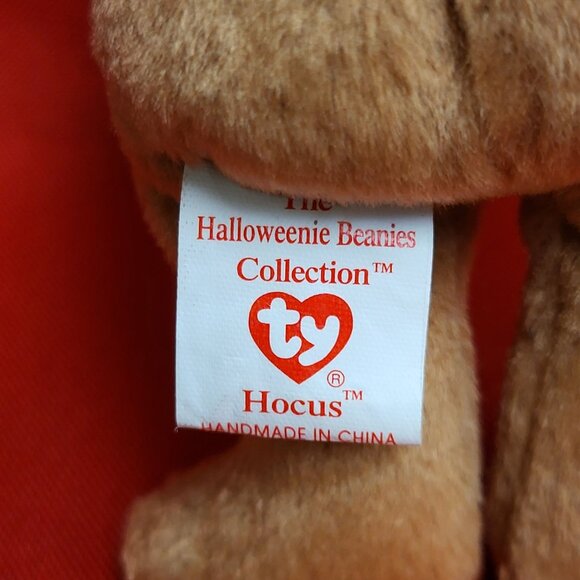 The
Halloweenie Beanies
Collection™
ty
®
Hocus™
HANDMADE IN CHINA